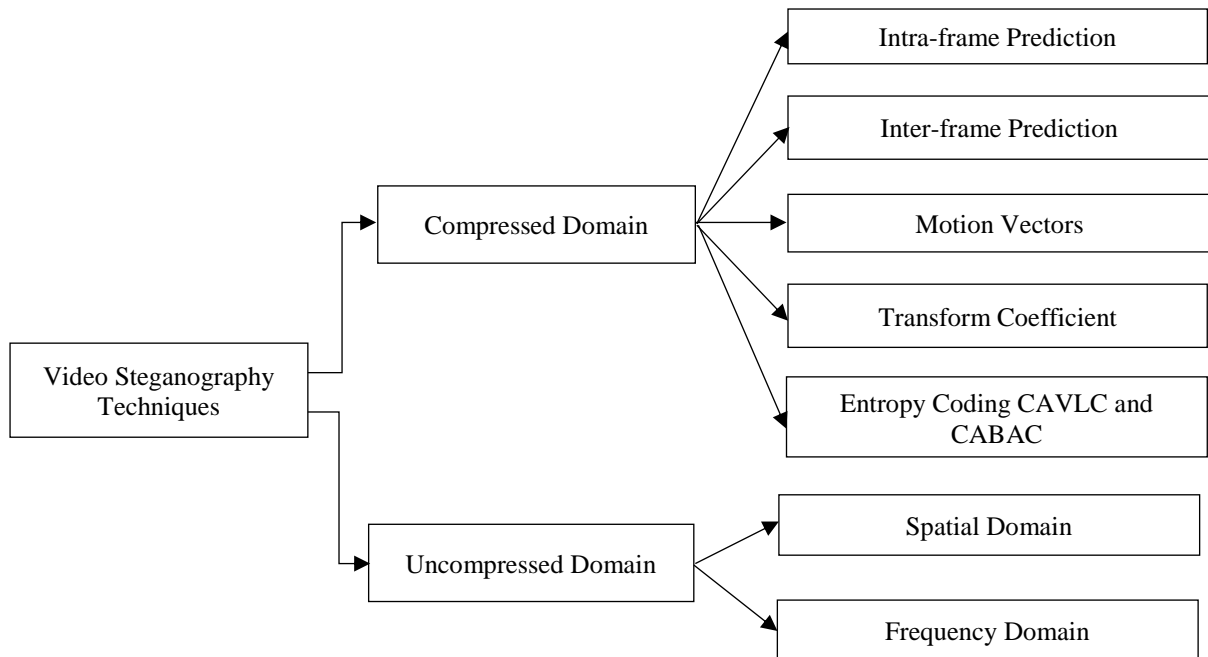 Intra-frame Prediction
Inter-frame Prediction
Compressed Domain
Motion Vectors
Transform Coefficient
Video Steganography
Techniques
Entropy Coding CAVLC and
CABAC
Spatial Domain
Uncompressed Domain
Frequency Domain